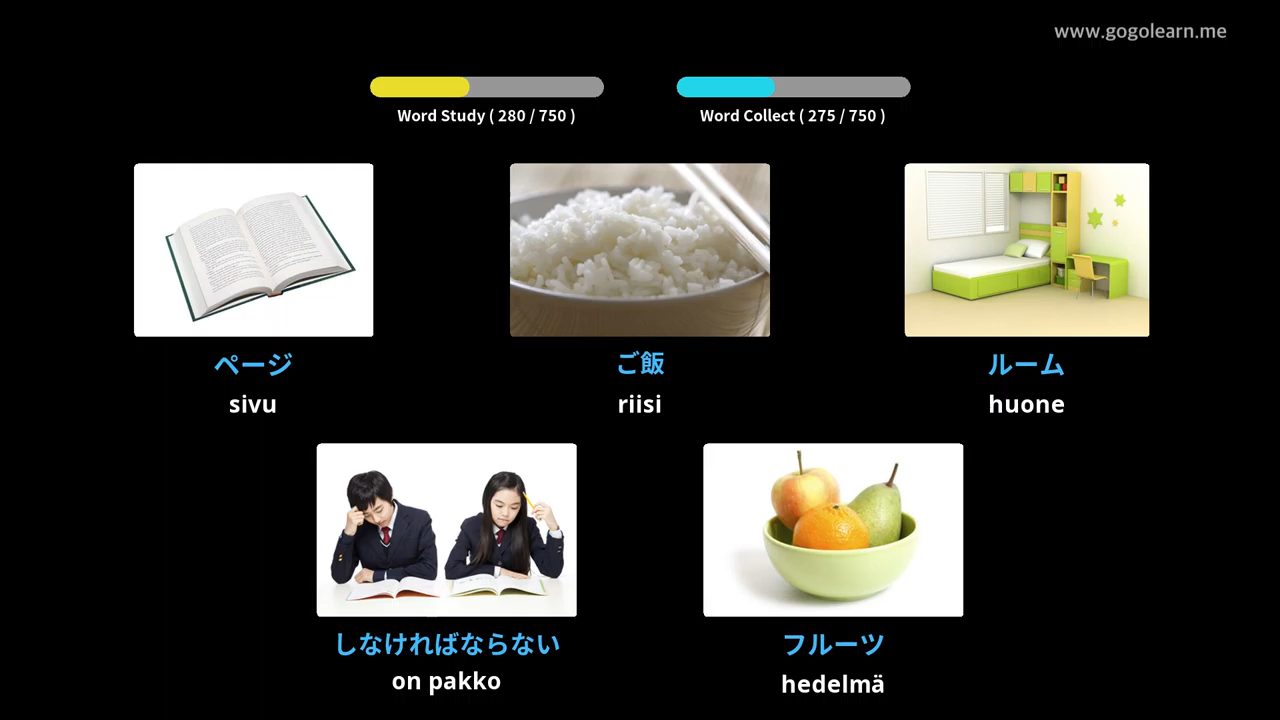 www.gogolearn.me
Word Study ( 280 / 750 )
Word Collect ( 275 / 750 )
ページ
sivu
ご飯
riisi
ルーム
huone
しなければならない
on pakko
フルーツ
hedelmä